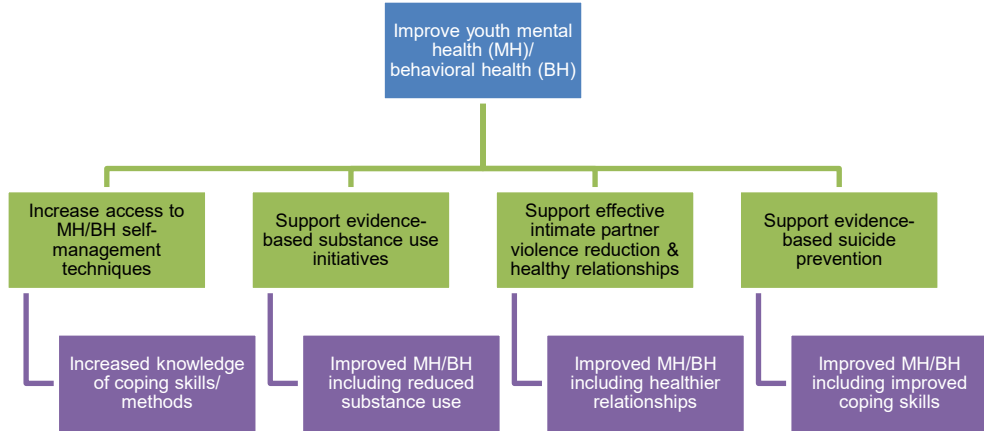 Improve youth mental
health (MH)/
behavioral health (BH)
Increase access to
MH/BH self-
management
techniques
Support evidence-
based substance use
initiatives
Support effective
intimate partner
violence reduction &
healthy relationships
Support evidence-
based suicide
prevention
Increased knowledge
of coping skills/
methods
Improved MH/BH
including reduced
substance use
Improved MH/BH
including healthier
relationships
Improved MH/BH
including improved
coping skills